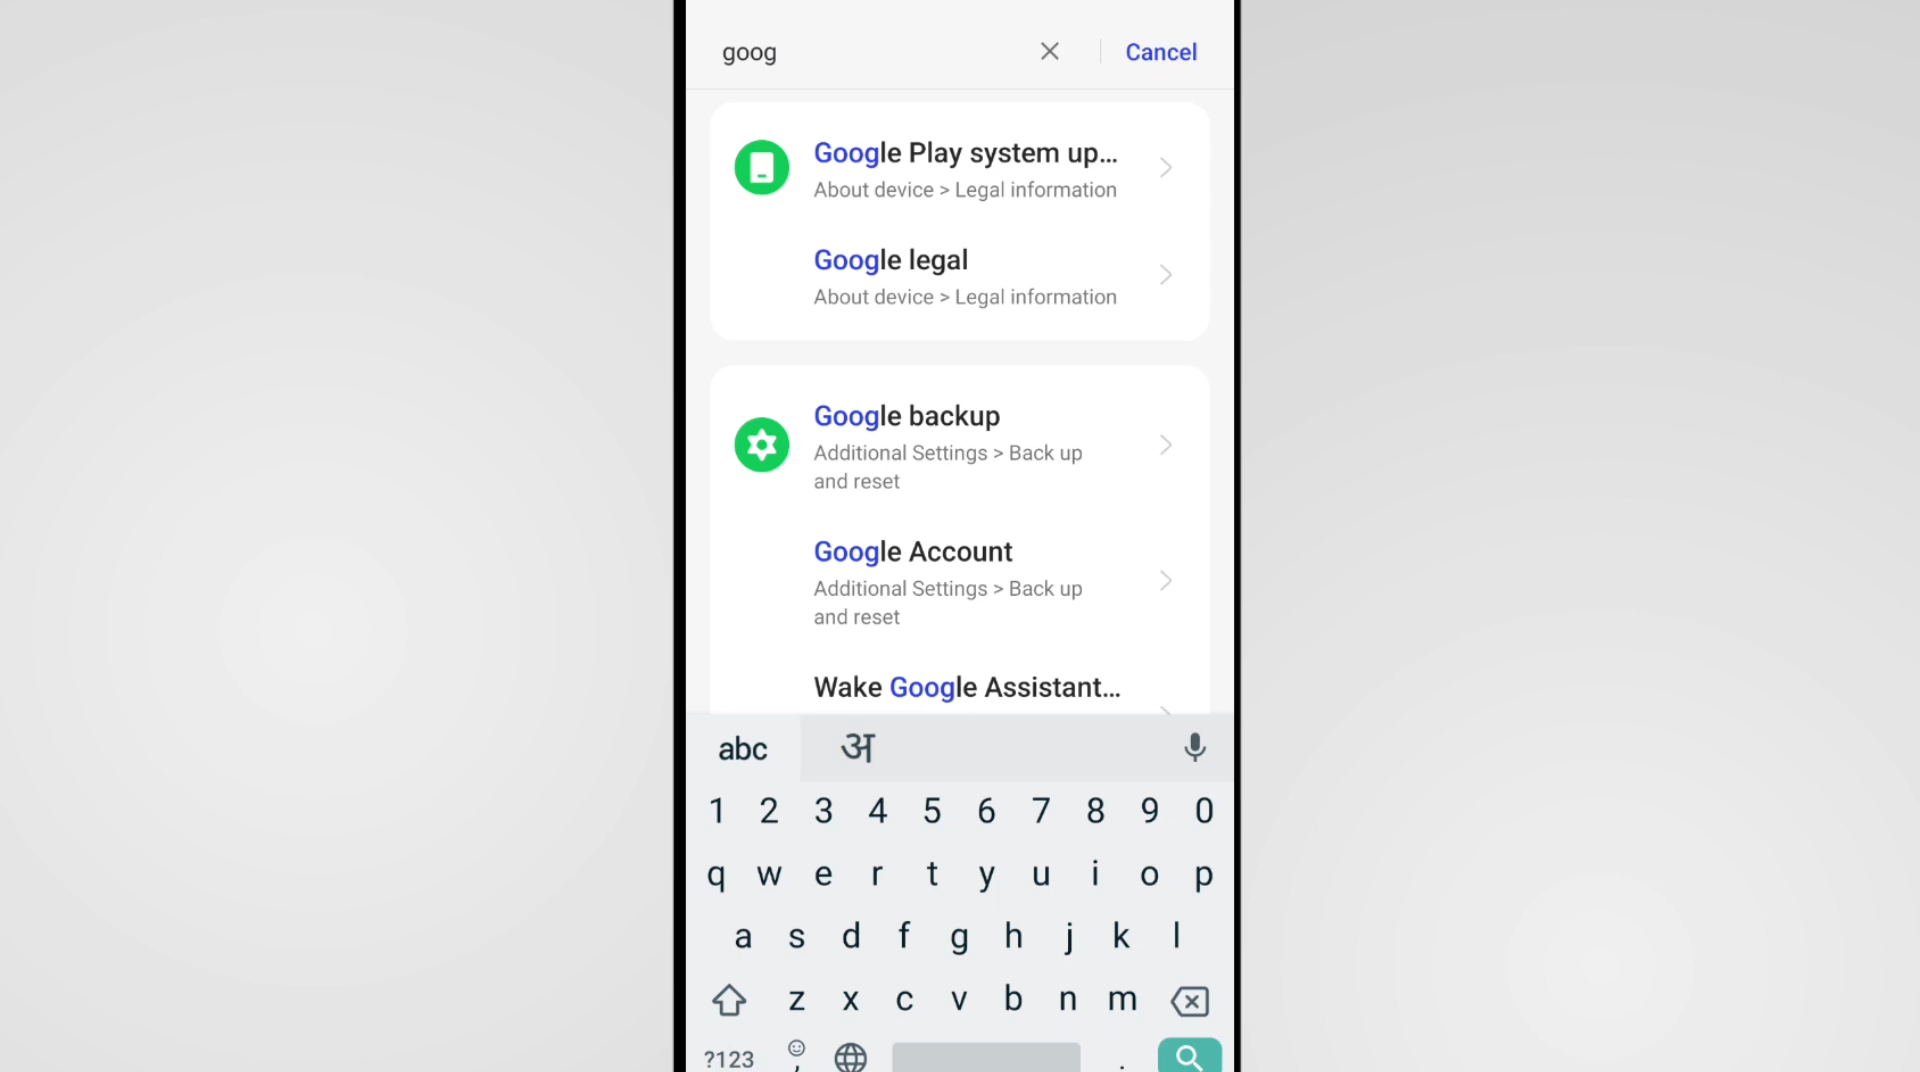 goog
Cancel
Google Play system up...
About device > Legal information
Google legal
About device > Legal information
Google backup
Additional Settings > Back up
and reset
Google Account
Additional Settings > Back up
and reset
Wake Google Assistant...
abc अ
1 2 3 4 5 6 7 8 9 0
q w e r t y u i o p
a s d f g h j k l
z x c v b n m
?123 , .